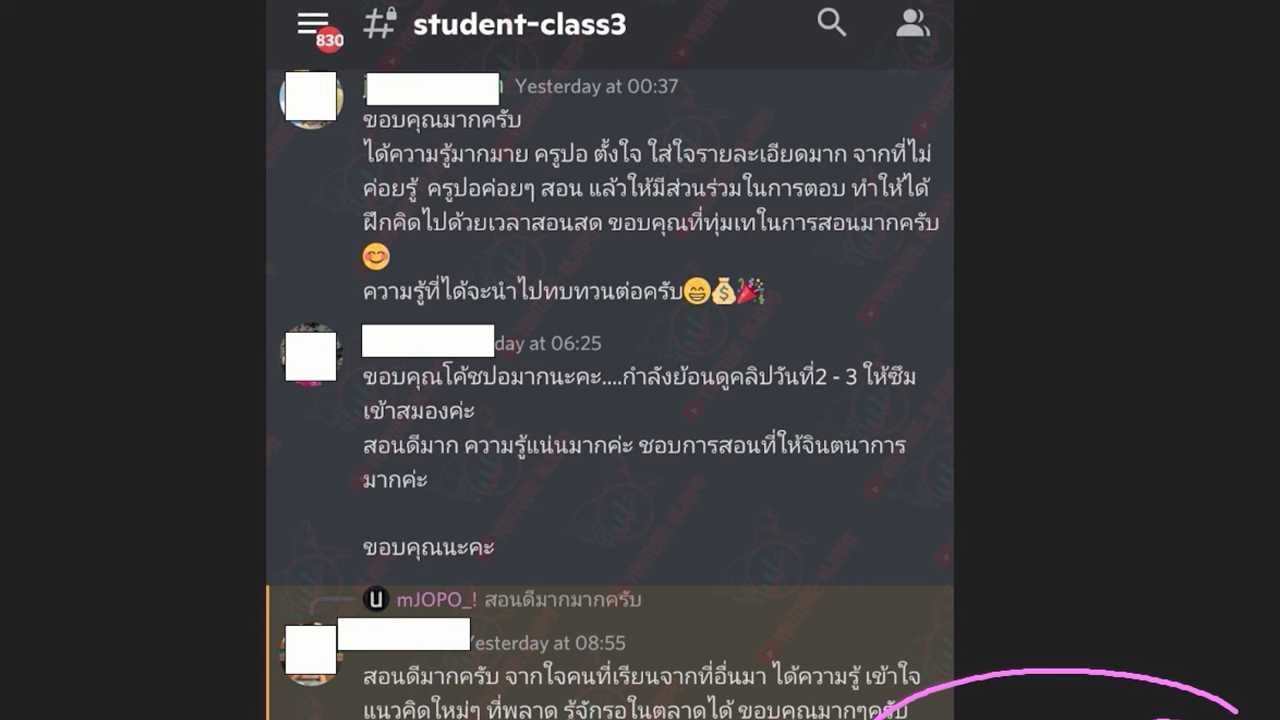 student-class3
830
Yesterday at 00:37
ขอบคุณมากครับ
ได้ความรู้มากมาย ครูปอ ตั้งใจ ใส่ใจรายละเอียดมาก จากที่ไม่
ค่อยรู้ ครูปอค่อยๆ สอน แล้วให้มีส่วนร่วมในการตอบ ทำให้ได้
ฝึกคิดไปด้วยเวลาสอนสด ขอบคุณที่ทุ่มเทในการสอนมากครับ
😊
ความรู้ที่ได้จะนำไปทบทวนต่อครับ😁💰🎉
day at 06:25
ขอบคุณโค้ชปอมากนะคะ....กำลังย้อนดูคลิปวันที่2 - 3 ให้ซึม
เข้าสมองค่ะ
สอนดีมาก ความรู้แน่นมากค่ะ ชอบการสอนที่ให้จินตนาการ
มากค่ะ
ขอบคุณนะคะ
mJOPO_! สอนดีมากมากครับ
Yesterday at 08:55
สอนดีมากครับ จากใจคนที่เรียนจากที่อื่นมา ได้ความรู้ เข้าใจ
แนวคิดใหม่ๆ ที่พลาด รู้จักรอในตลาดได้ ขอบคุณมากๆครับ